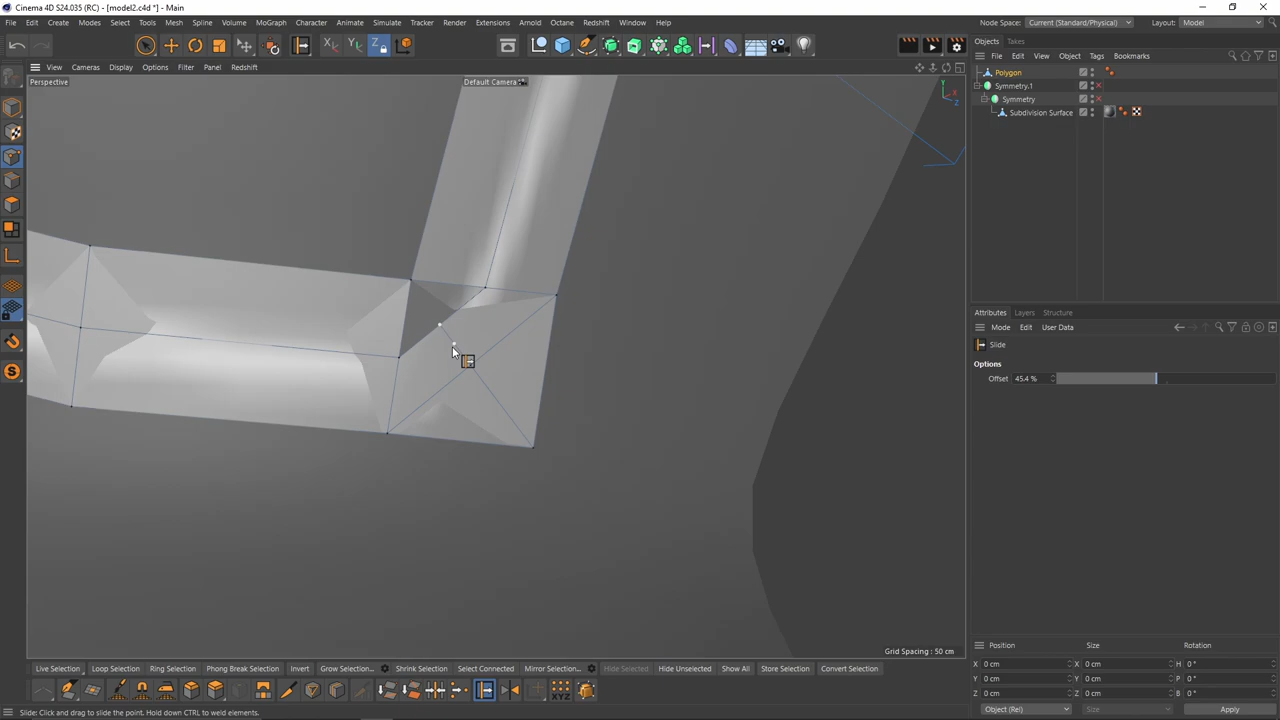 Cinema 4D S24.035 (RC) - [model2.c4d *] - Main
File Edit Create Modes Select Tools Mesh Spline Volume MoGraph Character Animate Simulate Tracker Render Extensions Arnold Octane Redshift Window Help
Node Space: Current (Standard/Physical) Layout: Model
View Cameras Display Options Filter Panel Redshift
Perspective
Default Camera
Y
X
Z
Objects Takes
File Edit View Object Tags Bookmarks
Polygon
Symmetry.1
Symmetry
Subdivision Surface
Attributes Layers Structure
Mode Edit User Data
Slide
Options
Offset 45.4 %
Grid Spacing : 50 cm
Position Size Rotation
X 0 cm X 0 cm H 0 °
Y 0 cm Y 0 cm P 0 °
Z 0 cm Z 0 cm B 0 °
Object (Rel) Size Apply
Live Selection Loop Selection Ring Selection Phong Break Selection Invert Grow Selection... Shrink Selection Select Connected Mirror Selection... Hide Selected Hide Unselected Show All Store Selection Convert Selection
XYZ
Slide: Click and drag to slide the point. Hold down CTRL to weld elements.